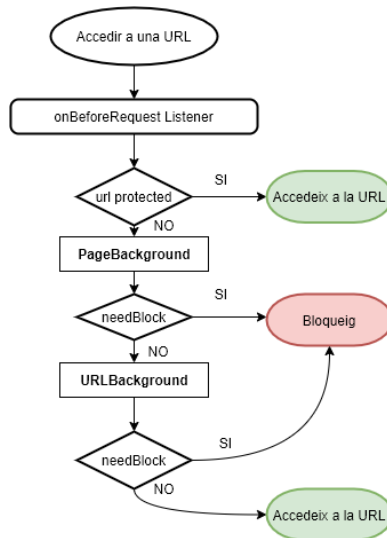 Accedir a una URL
onBeforeRequest Listener
url protected
SI
Accedeix a la URL
NO
PageBackground
needBlock
SI
Bloqueig
NO
URLBackground
needBlock
SI
NO
Accedeix a la URL